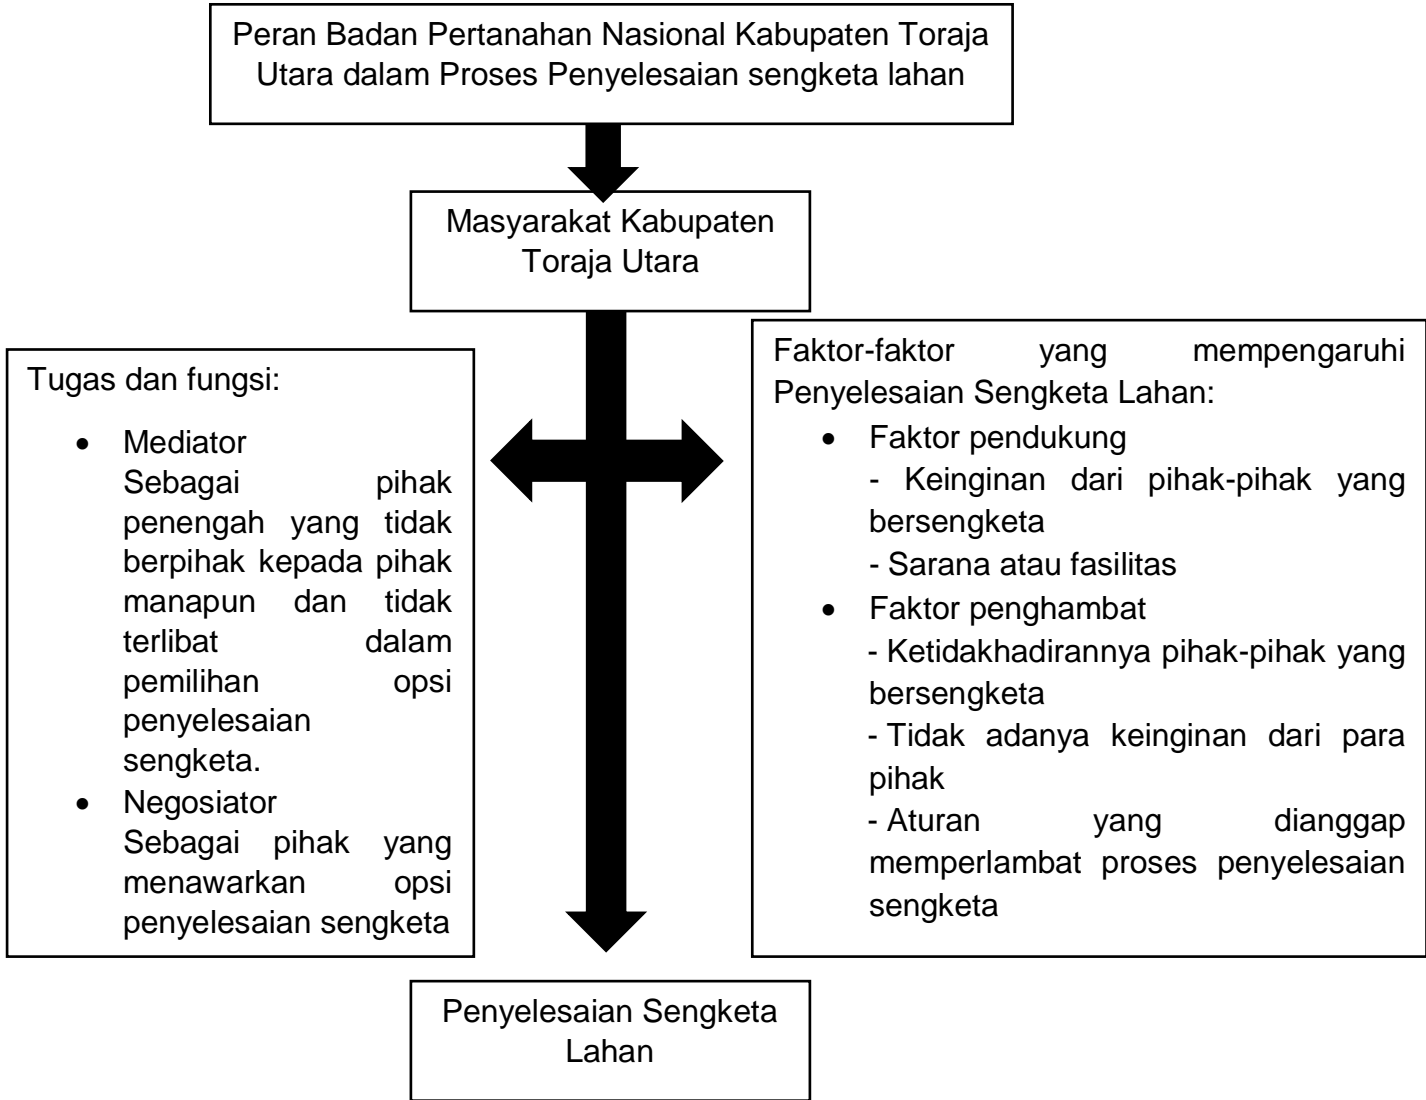 Peran Badan Pertanahan Nasional Kabupaten Toraja
Utara dalam Proses Penyelesaian sengketa lahan
Masyarakat Kabupaten
Toraja Utara
Tugas dan fungsi:
• Mediator
Sebagai pihak
penengah yang tidak
berpihak kepada pihak
manapun dan tidak
terlibat dalam
pemilihan opsi
penyelesaian
sengketa.
• Negosiator
Sebagai pihak yang
menawarkan opsi
penyelesaian sengketa
Faktor-faktor yang mempengaruhi
Penyelesaian Sengketa Lahan:
• Faktor pendukung
- Keinginan dari pihak-pihak yang
bersengketa
- Sarana atau fasilitas
• Faktor penghambat
- Ketidakhadirannya pihak-pihak yang
bersengketa
- Tidak adanya keinginan dari para
pihak
- Aturan yang dianggap
memperlambat proses penyelesaian
sengketa
Penyelesaian Sengketa
Lahan